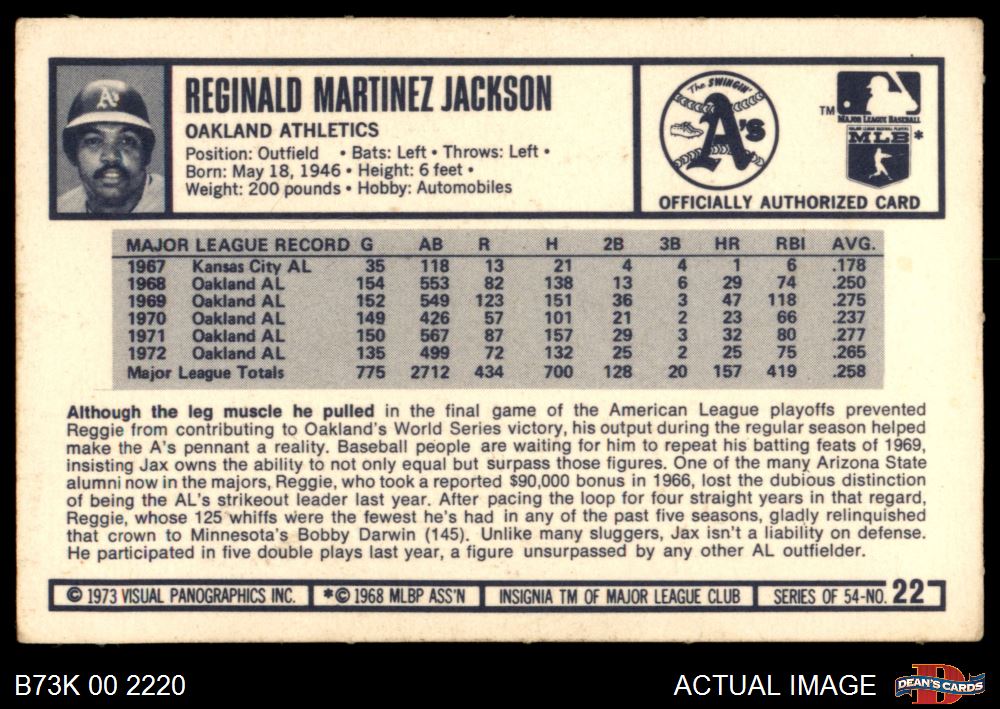 REGINALD MARTINEZ JACKSON
OAKLAND ATHLETICS
Position: Outfield • Bats: Left • Throws: Left •
Born: May 18, 1946 • Height: 6 feet •
Weight: 200 pounds • Hobby: Automobiles
A's
The SWINGIN'
A's
TM
MAJOR LEAGUE BASEBALL
MAJOR LEAGUE BASEBALL PLAYERS
MLB *
OFFICIALLY AUTHORIZED CARD
MAJOR LEAGUE RECORD G AB R H 2B 3B HR RBI AVG.
1967 Kansas City AL 35 118 13 21 4 4 1 6 .178
1968 Oakland AL 154 553 82 138 13 6 29 74 .250
1969 Oakland AL 152 549 123 151 36 3 47 118 .275
1970 Oakland AL 149 426 57 101 21 2 23 66 .237
1971 Oakland AL 150 567 87 157 29 3 32 80 .277
1972 Oakland AL 135 499 72 132 25 2 25 75 .265
Major League Totals 775 2712 434 700 128 20 157 419 .258
Although the leg muscle he pulled in the final game of the American League playoffs prevented
Reggie from contributing to Oakland's World Series victory, his output during the regular season helped
make the A's pennant a reality. Baseball people are waiting for him to repeat his batting feats of 1969,
insisting Jax owns the ability to not only equal but surpass those figures. One of the many Arizona State
alumni now in the majors, Reggie, who took a reported $90,000 bonus in 1966, lost the dubious distinction
of being the AL's strikeout leader last year. After pacing the loop for four straight years in that regard,
Reggie, whose 125 whiffs were the fewest he's had in any of the past five seasons, gladly relinquished
that crown to Minnesota's Bobby Darwin (145). Unlike many sluggers, Jax isn't a liability on defense.
He participated in five double plays last year, a figure unsurpassed by any other AL outfielder.
© 1973 VISUAL PANOGRAPHICS INC. *© 1968 MLBP ASS'N INSIGNIA TM OF MAJOR LEAGUE CLUB SERIES OF 54-NO. 22
B73K 00 2220
ACTUAL IMAGE
DEAN'S CARDS